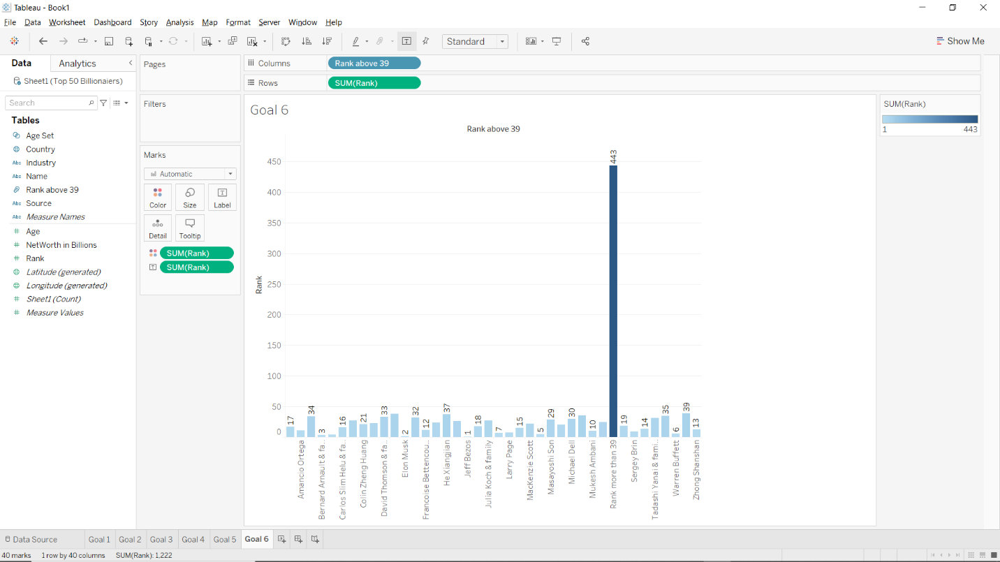 Tableau - Book1
File Data Worksheet Dashboard Story Analysis Map Format Server Window Help
Standard
Show Me
Data
Analytics
Sheet1 (Top 50 Billionaiers)
Search
Tables
Age Set
Country
Abc Industry
Abc Name
Rank above 39
Abc Source
Abc Measure Names
# Age
# NetWorth in Billions
# Rank
Latitude (generated)
Longitude (generated)
# Sheet1 (Count)
# Measure Values
Pages
Filters
Marks
Automatic
Color
Size
Label
Detail
Tooltip
SUM(Rank)
SUM(Rank)
Columns
Rank above 39
Rows
SUM(Rank)
Goal 6
Rank above 39
Rank
450
400
350
300
250
200
150
100
50
0
17
34
3
16
21
33
2
32
12
37
1
18
7
15
5
29
30
10
443
19
14
35
6
39
13
Amancio Ortega
Bernard Arnault & fa..
Carlos Slim Helu & fa..
Colin Zheng Huang
David Thomson & fa..
Elon Musk
Francoise Bettencou..
He Xiangjian
Jeff Bezos
Julia Koch & family
Larry Page
MacKenzie Scott
Masayoshi Son
Michael Dell
Mukesh Ambani
Rank more than 39
Sergey Brin
Tadashi Yanai & fami..
Warren Buffett
Zhong Shanshan
SUM(Rank)
1 443
Data Source
Goal 1
Goal 2
Goal 3
Goal 4
Goal 5
Goal 6
40 marks 1 row by 40 columns SUM(Rank): 1,222